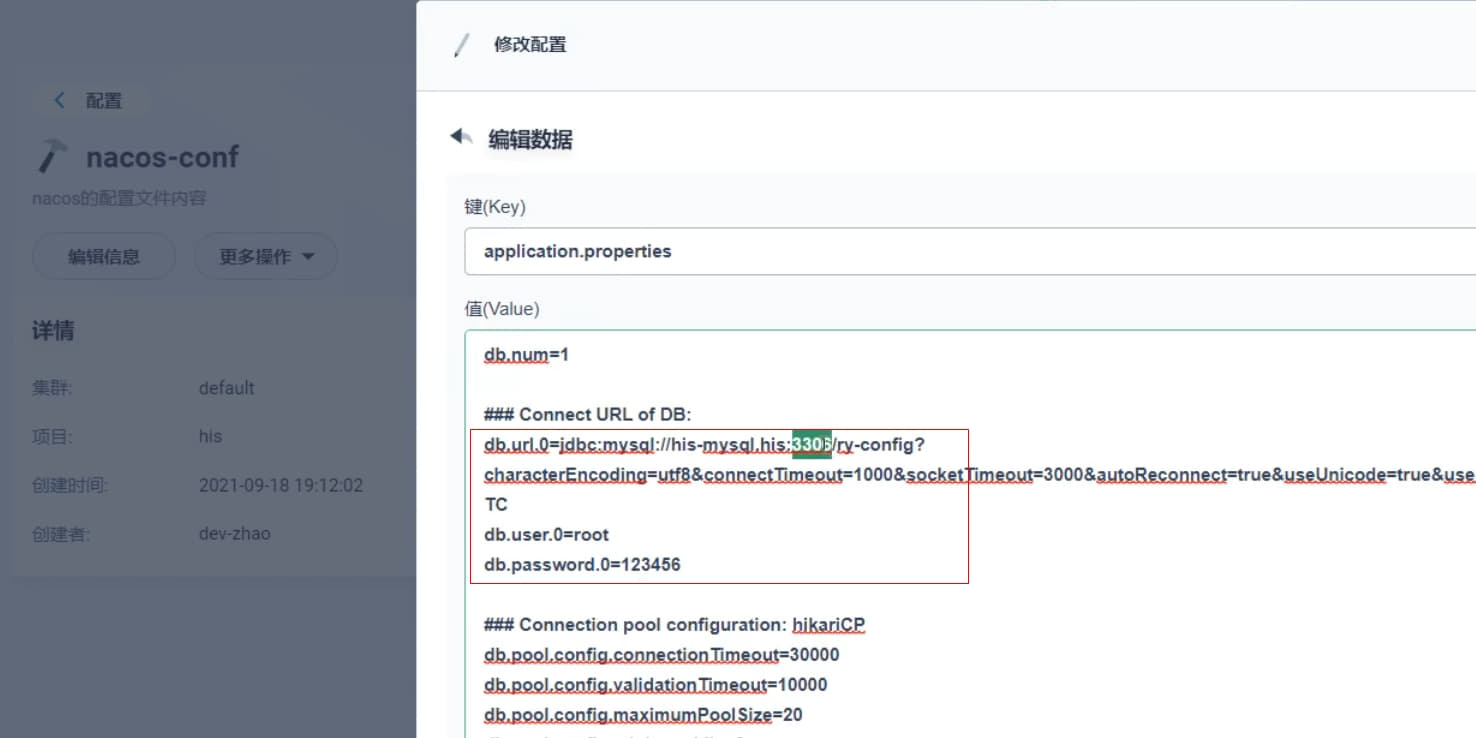 配置
nacos-conf
nacos的配置文件内容
编辑信息
更多操作
详情
集群: default
项目: his
创建时间: 2021-09-18 19:12:02
创建者: dev-zhao
修改配置
编辑数据
键(Key)
application.properties
值(Value)
db.num=1
### Connect URL of DB:
db.url.0=jdbc:mysql://his-mysql.his:3306/ry-config?
characterEncoding=utf8&connectTimeout=1000&socketTimeout=3000&autoReconnect=true&useUnicode=true&use
TC
db.user.0=root
db.password.0=123456
### Connection pool configuration: hikariCP
db.pool.config.connectionTimeout=30000
db.pool.config.validationTimeout=10000
db.pool.config.maximumPoolSize=20